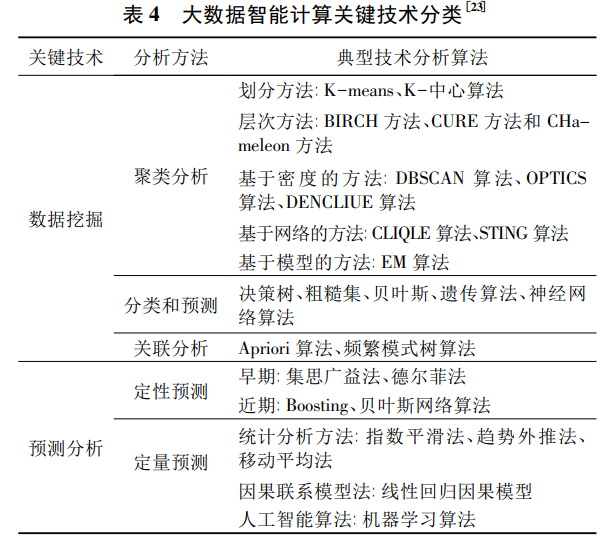 表 4 大数据智能计算关键技术分类[23]
关键技术 分析方法 典型技术分析算法
划分方法: K-means、K-中心算法
层次方法: BIRCH 方法、CURE 方法和 CHa-
meleon 方法
聚类分析
基于密度的方法: DBSCAN 算法、OPTICS
算法、DENCLIUE 算法
数据挖掘
基于网络的方法: CLIQLE 算法、STING 算法
基于模型的方法: EM 算法
分类和预测
决策树、粗糙集、贝叶斯、遗传算法、神经网
络算法
关联分析 Apriori 算法、频繁模式树算法
定性预测
早期: 集思广益法、德尔菲法
近期: Boosting、贝叶斯网络算法
预测分析
定量预测
统计分析方法: 指数平滑法、趋势外推法、
移动平均法
因果联系模型法: 线性回归因果模型
人工智能算法: 机器学习算法